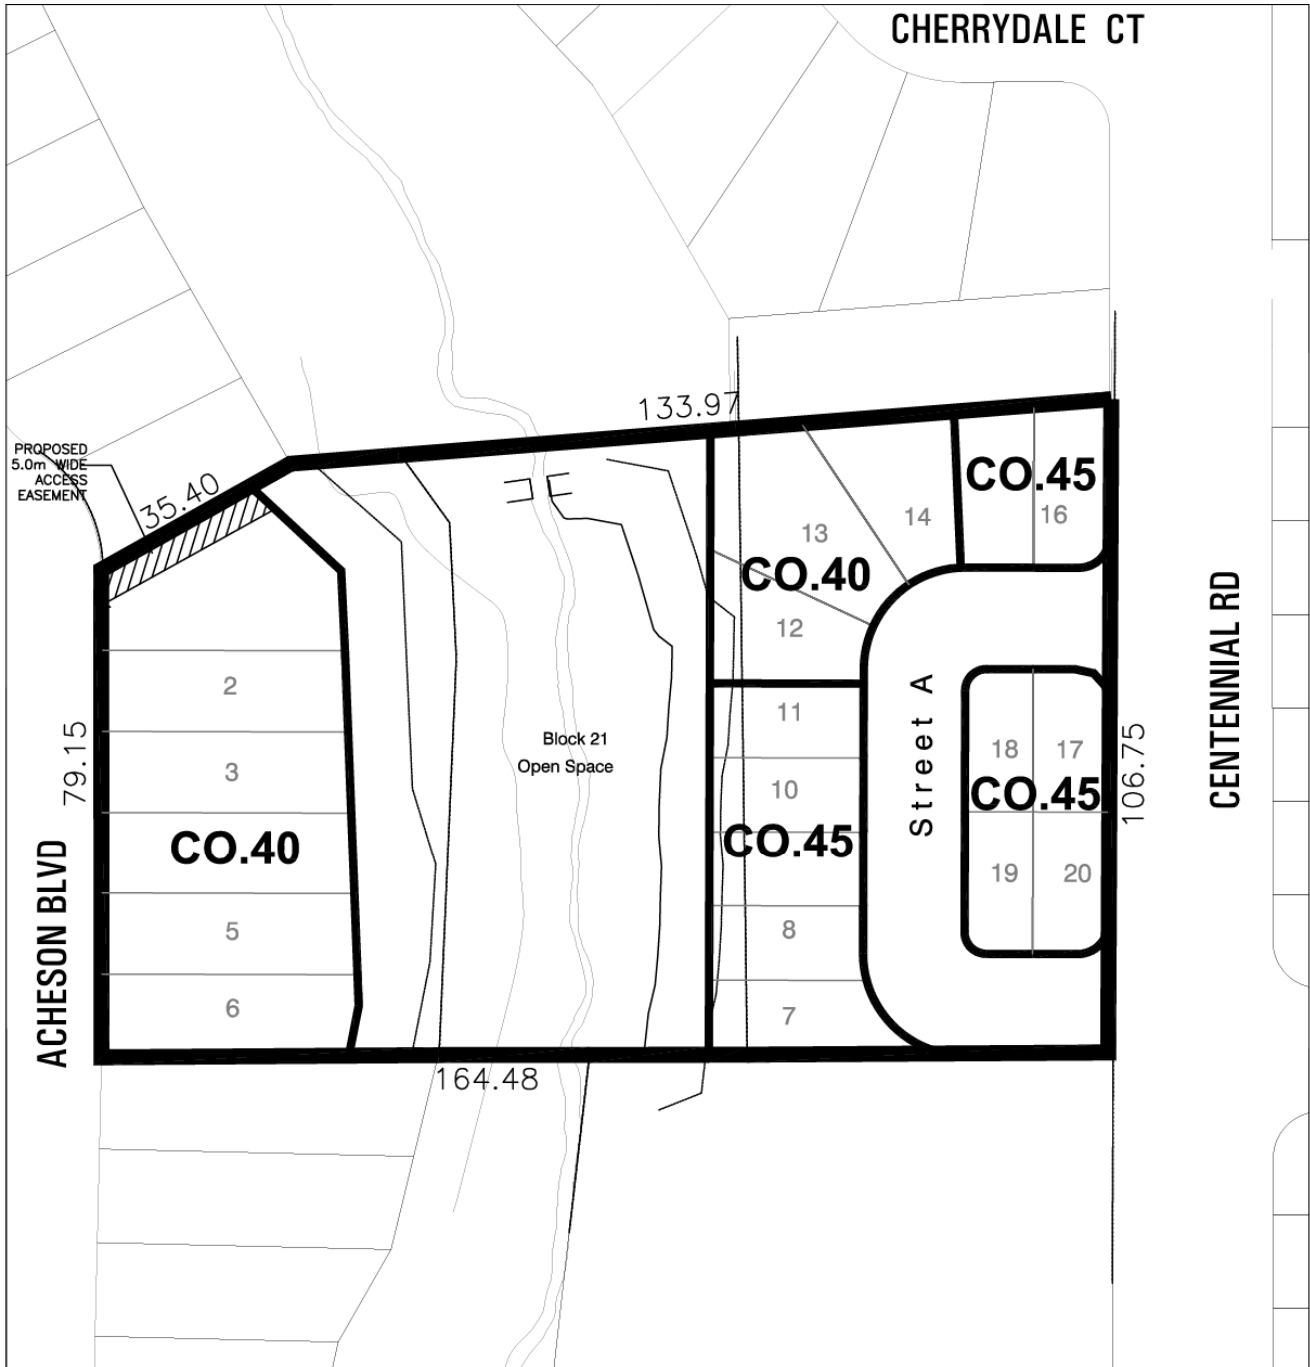 CHERRYDALE CT
133.97
PROPOSED
5.0m WIDE
ACCESS
EASEMENT
35.40
CO.45
16
14
13
CO.40
12
CENTENNIAL RD
2
11
Street A
Block 21
Open Space
18
17
79.15
3
10
CO.45
106.75
CO.40
CO.45
19
20
ACHESON BLVD
5
8
6
7
164.48